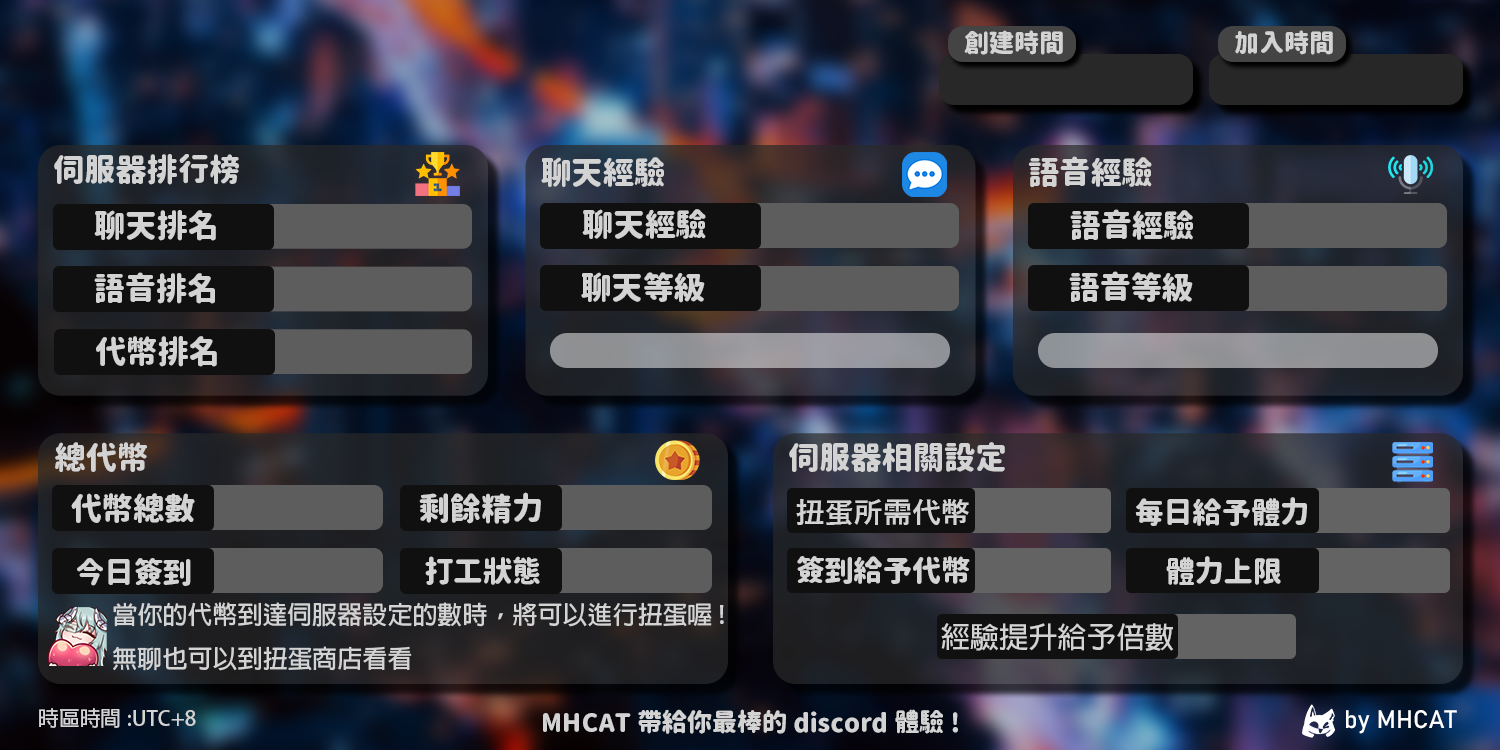 創建時間
加入時間
伺服器排行榜
聊天排名
語音排名
代幣排名
1
聊天經驗
聊天經驗
聊天等級
語音經驗
語音經驗
語音等級
總代幣
代幣總數
剩餘精力
今日簽到
打工狀態
當你的代幣到達伺服器設定的數時，將可以進行扭蛋喔！
無聊也可以到扭蛋商店看看
伺服器相關設定
扭蛋所需代幣
每日給予體力
簽到給予代幣
體力上限
經驗提升給予倍數
時區時間 :UTC+8
MHCAT 帶給你最棒的 discord 體驗！
by MHCAT